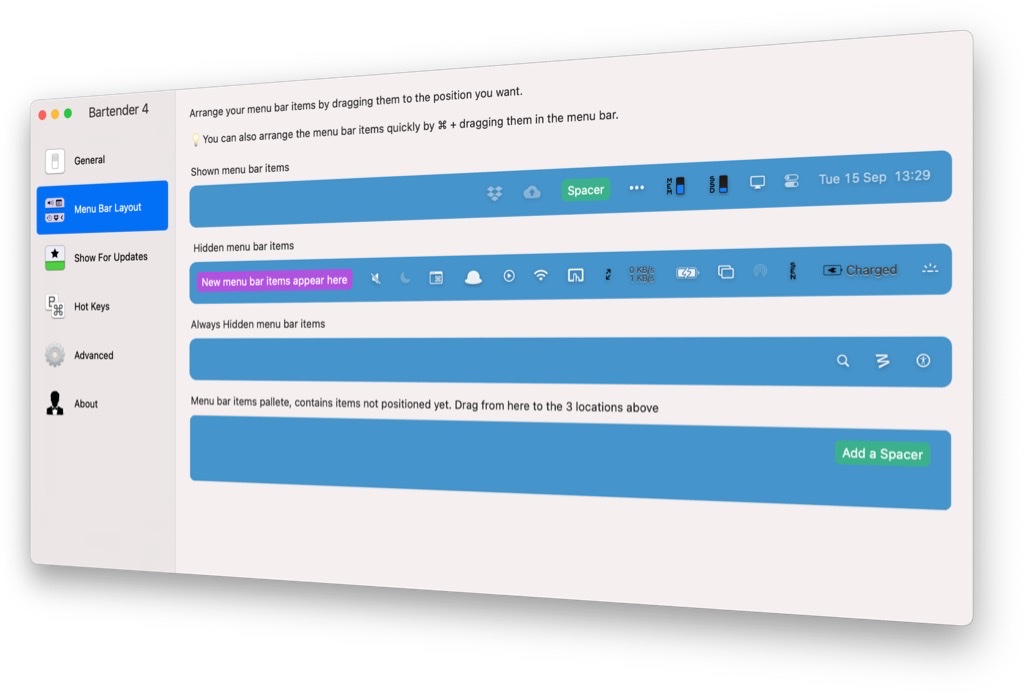 Bartender 4
General
Menu Bar Layout
Show For Updates
Hot Keys
Advanced
About
Arrange your menu bar items by dragging them to the position you want.
You can also arrange the menu bar items quickly by ⌘ + dragging them in the menu bar.
Shown menu bar items
Spacer ••• MEM SSD Tue 15 Sep 13:29
Hidden menu bar items
New menu bar items appear here 0 KB/s SEN Charged
1 KB/s
Always Hidden menu bar items
Menu bar items pallete, contains items not positioned yet. Drag from here to the 3 locations above
Add a Spacer